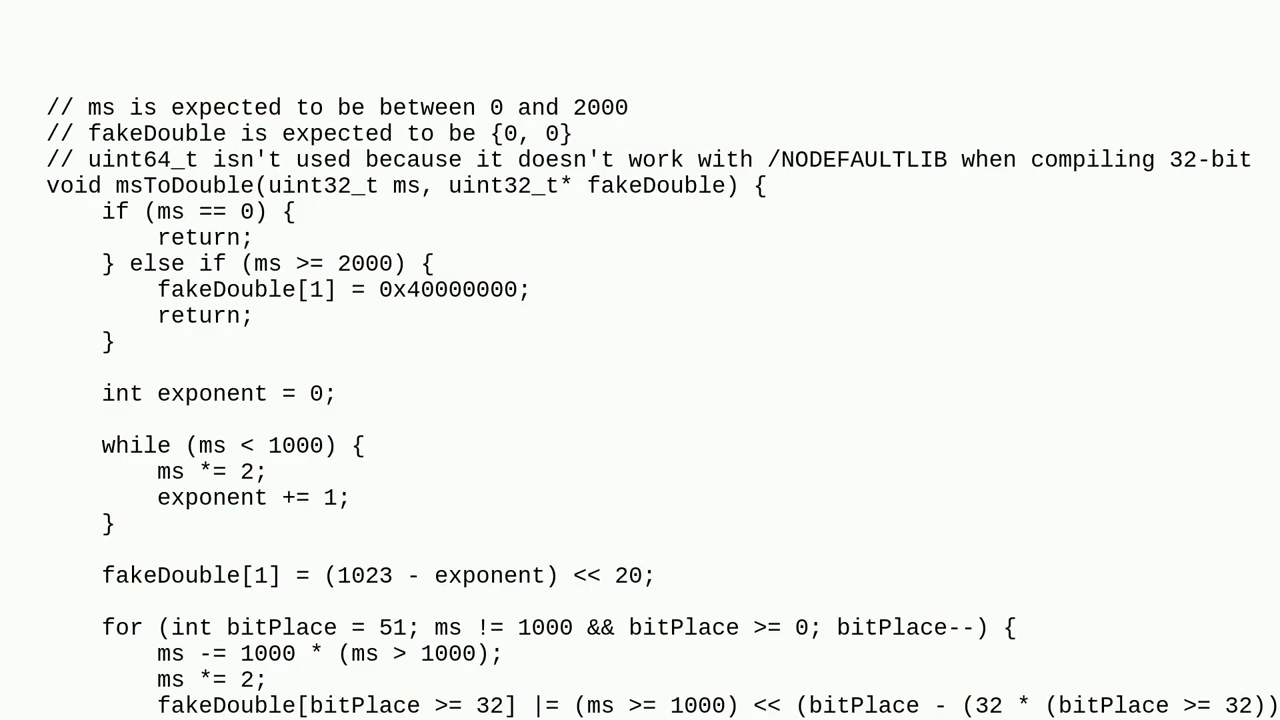 // ms is expected to be between 0 and 2000
// fakeDouble is expected to be {0, 0}
// uint64_t isn't used because it doesn't work with /NODEFAULTLIB when compiling 32-bit
void msToDouble(uint32_t ms, uint32_t* fakeDouble) {
    if (ms == 0) {
        return;
    } else if (ms >= 2000) {
        fakeDouble[1] = 0x40000000;
        return;
    }

    int exponent = 0;

    while (ms < 1000) {
        ms *= 2;
        exponent += 1;
    }

    fakeDouble[1] = (1023 - exponent) << 20;

    for (int bitPlace = 51; ms != 1000 && bitPlace >= 0; bitPlace--) {
        ms -= 1000 * (ms > 1000);
        ms *= 2;
        fakeDouble[bitPlace >= 32] |= (ms >= 1000) << (bitPlace - (32 * (bitPlace >= 32))